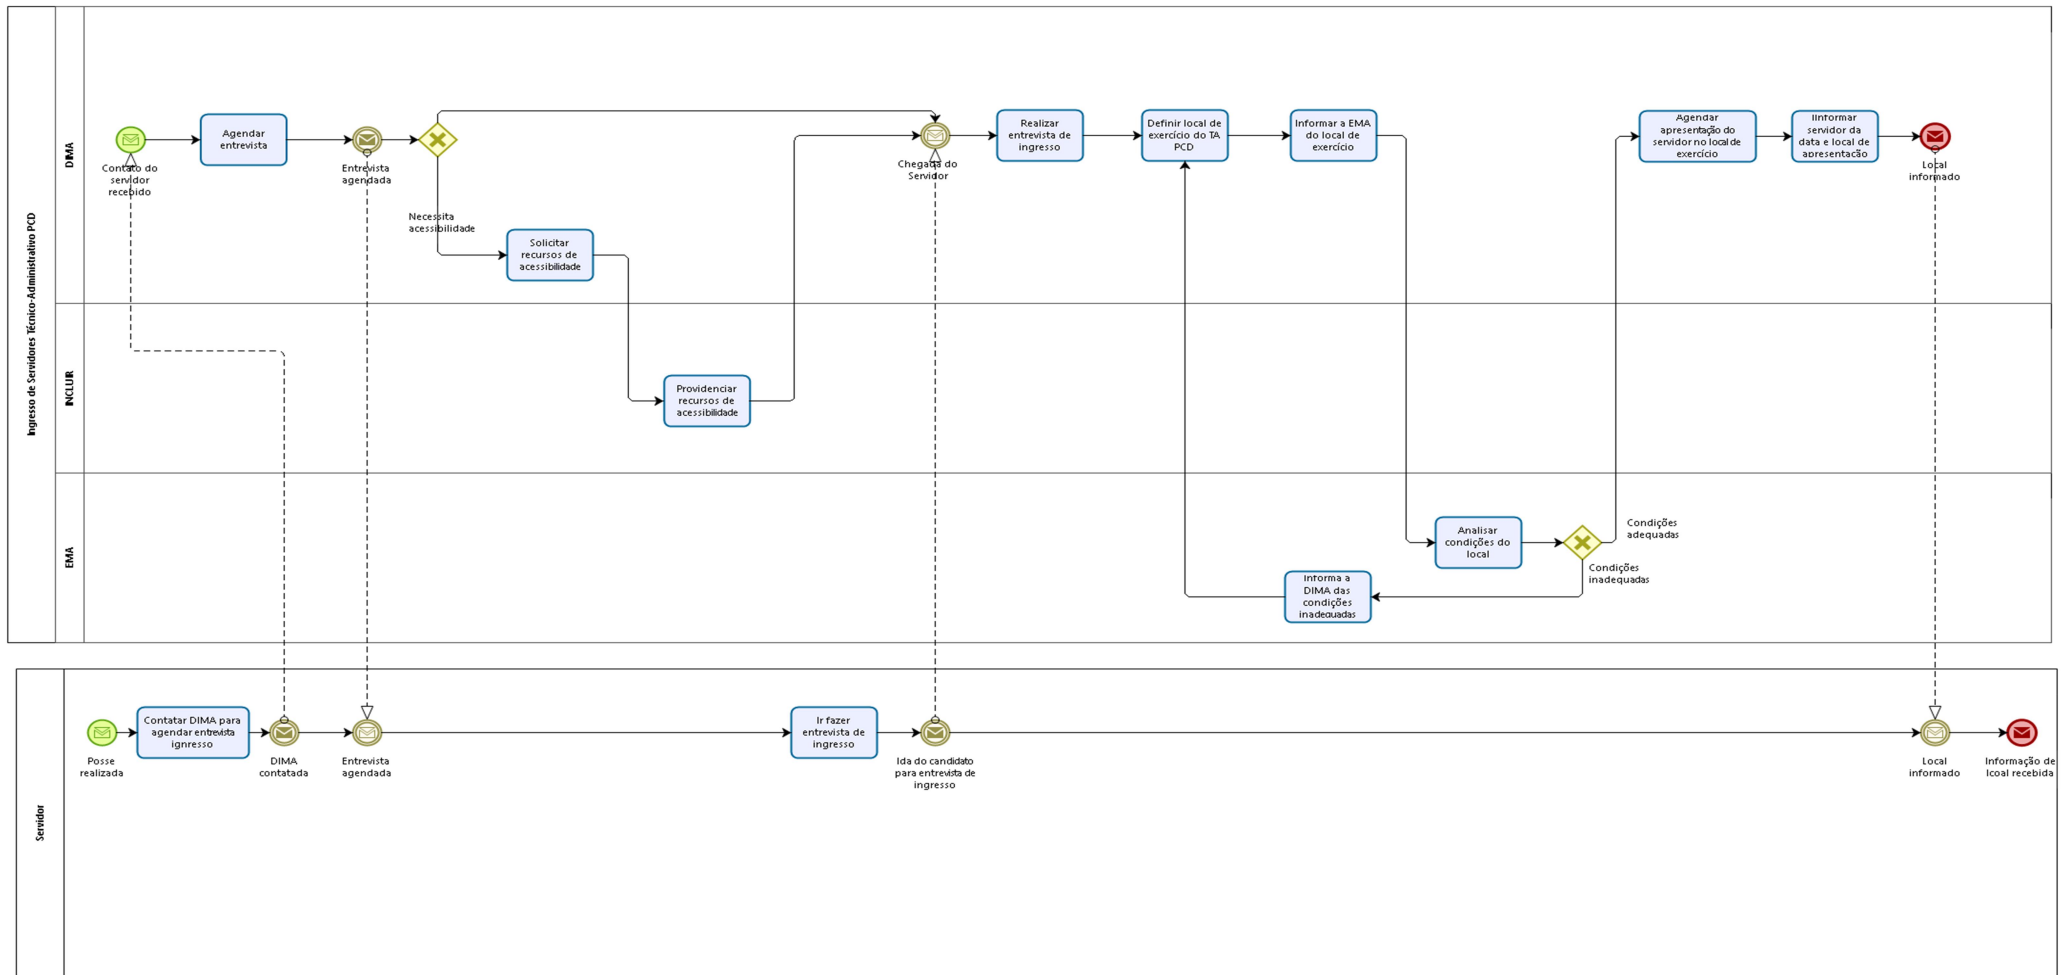 Ingresso de Servidores Técnico-Administrativo PCD
DIMA
Contato do
servidor
recebido
Agendar
entrevista
Entrevista
agendada
Necessita
acessibilidade
Solicitar
recursos de
acessibilidade
Chegada do
Servidor
Realizar
entrevista de
ingresso
Definir local de
exercício do TA
PCD
Informar a EMA
do local de
exercício
Agendar
apresentação do
servidor no local de
exercício
IInformar
servidor da
data e local de
apresentação
Local
informado
INCLUIR
Providenciar
recursos de
acessibilidade
EMA
Analisar
condições do
local
Condições
adequadas
Condições
inadequadas
Informa a
DIMA das
condições
inadequadas
Servidor
Posse
realizada
Contatar DIMA para
agendar entrevista
ignresso
DIMA
contatada
Entrevista
agendada
Ir fazer
entrevista de
ingresso
Ida do candidato
para entrevista de
ingresso
Local
informado
Informação de
lcoal recebida